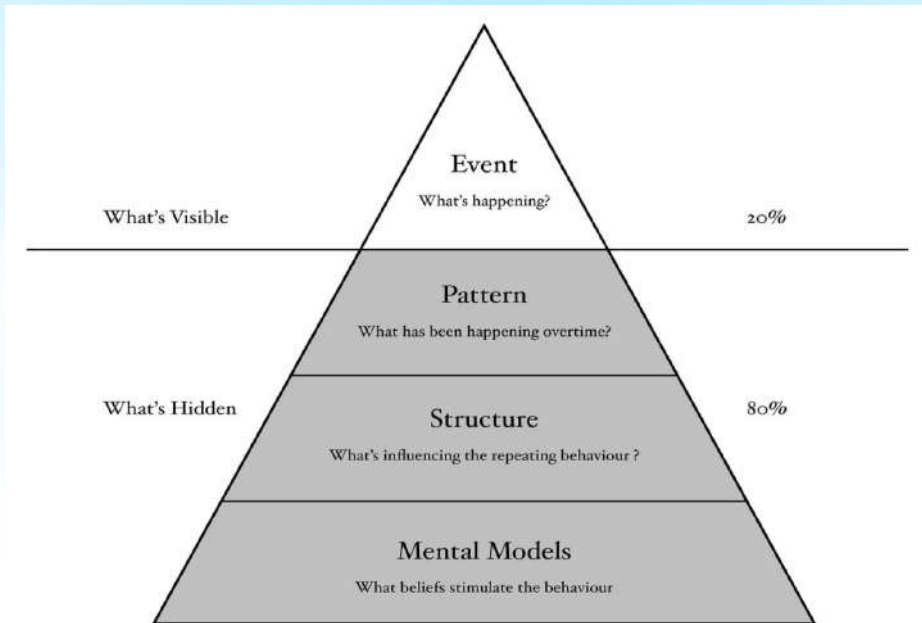 Event
What's happening?
What's Visible
20%
Pattern
What has been happening overtime?
What's Hidden
80%
Structure
What's influencing the repeating behaviour ?
Mental Models
What beliefs stimulate the behaviour